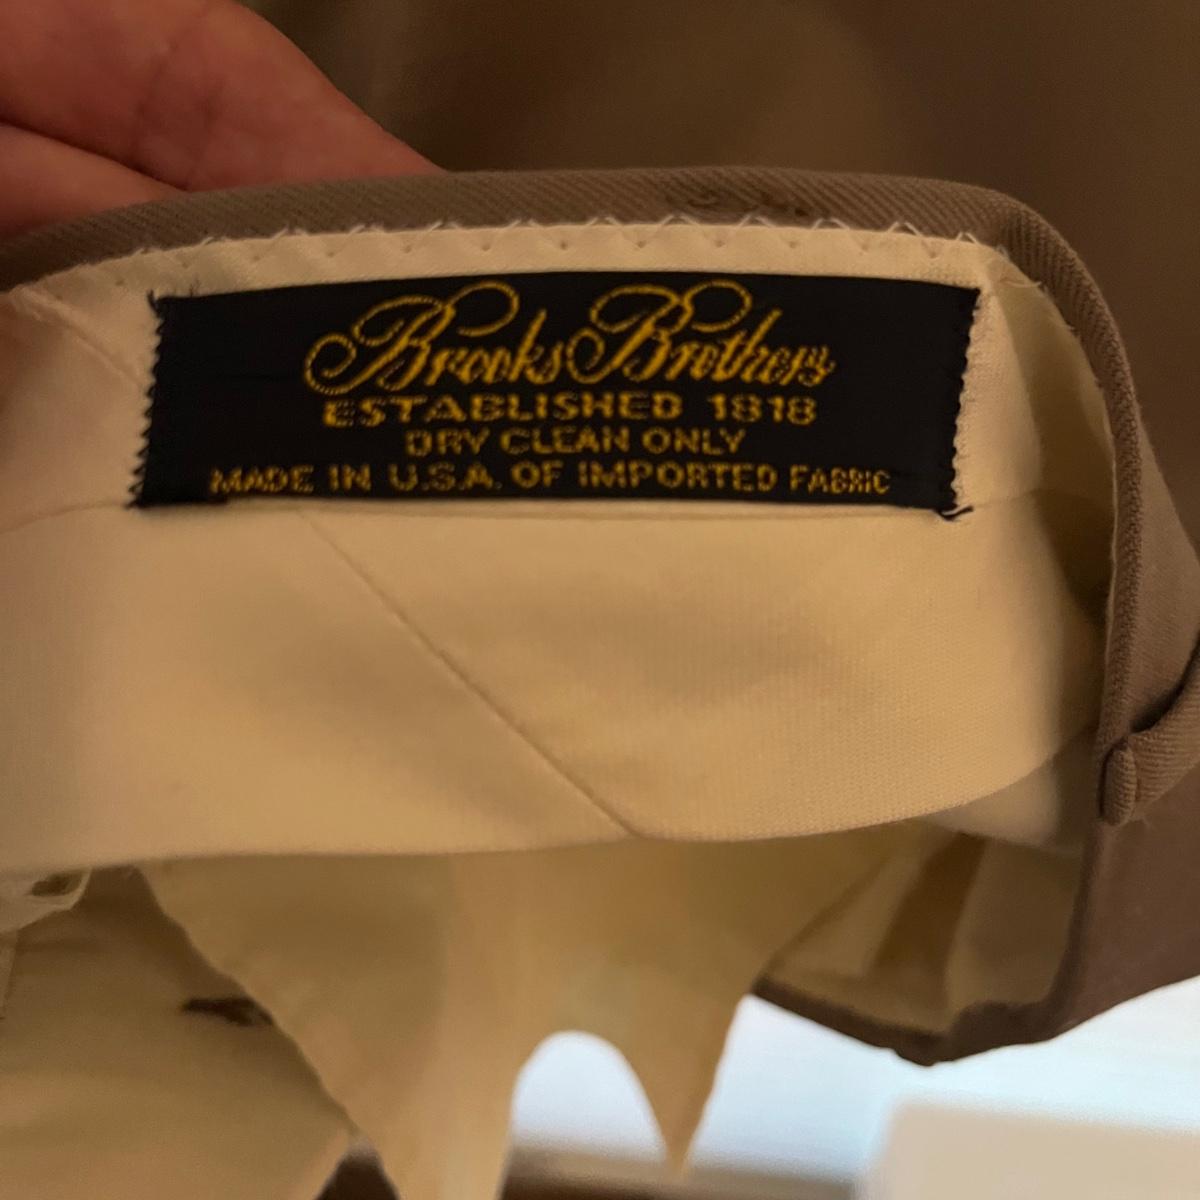 Brooks Brothers
ESTABLISHED 1818
DRY CLEAN ONLY
MADE IN U.S.A. OF IMPORTED FABRIC